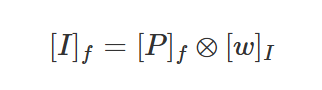 [I]_f = [P]_f ⊗ [w]_I